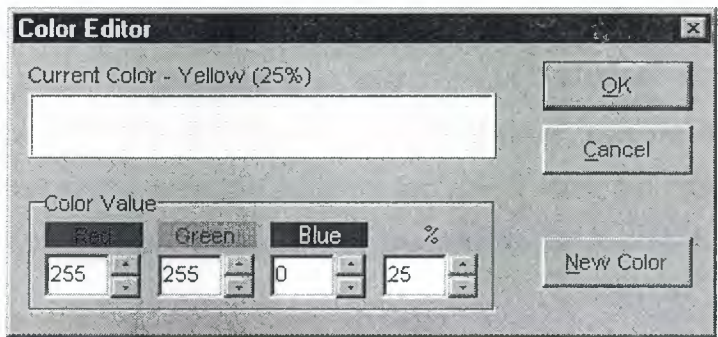 Color Editor
Current Color - Yellow (25%)
OK
Cancel
Color Value
Red Green Blue %
255 255 0 25
New Color